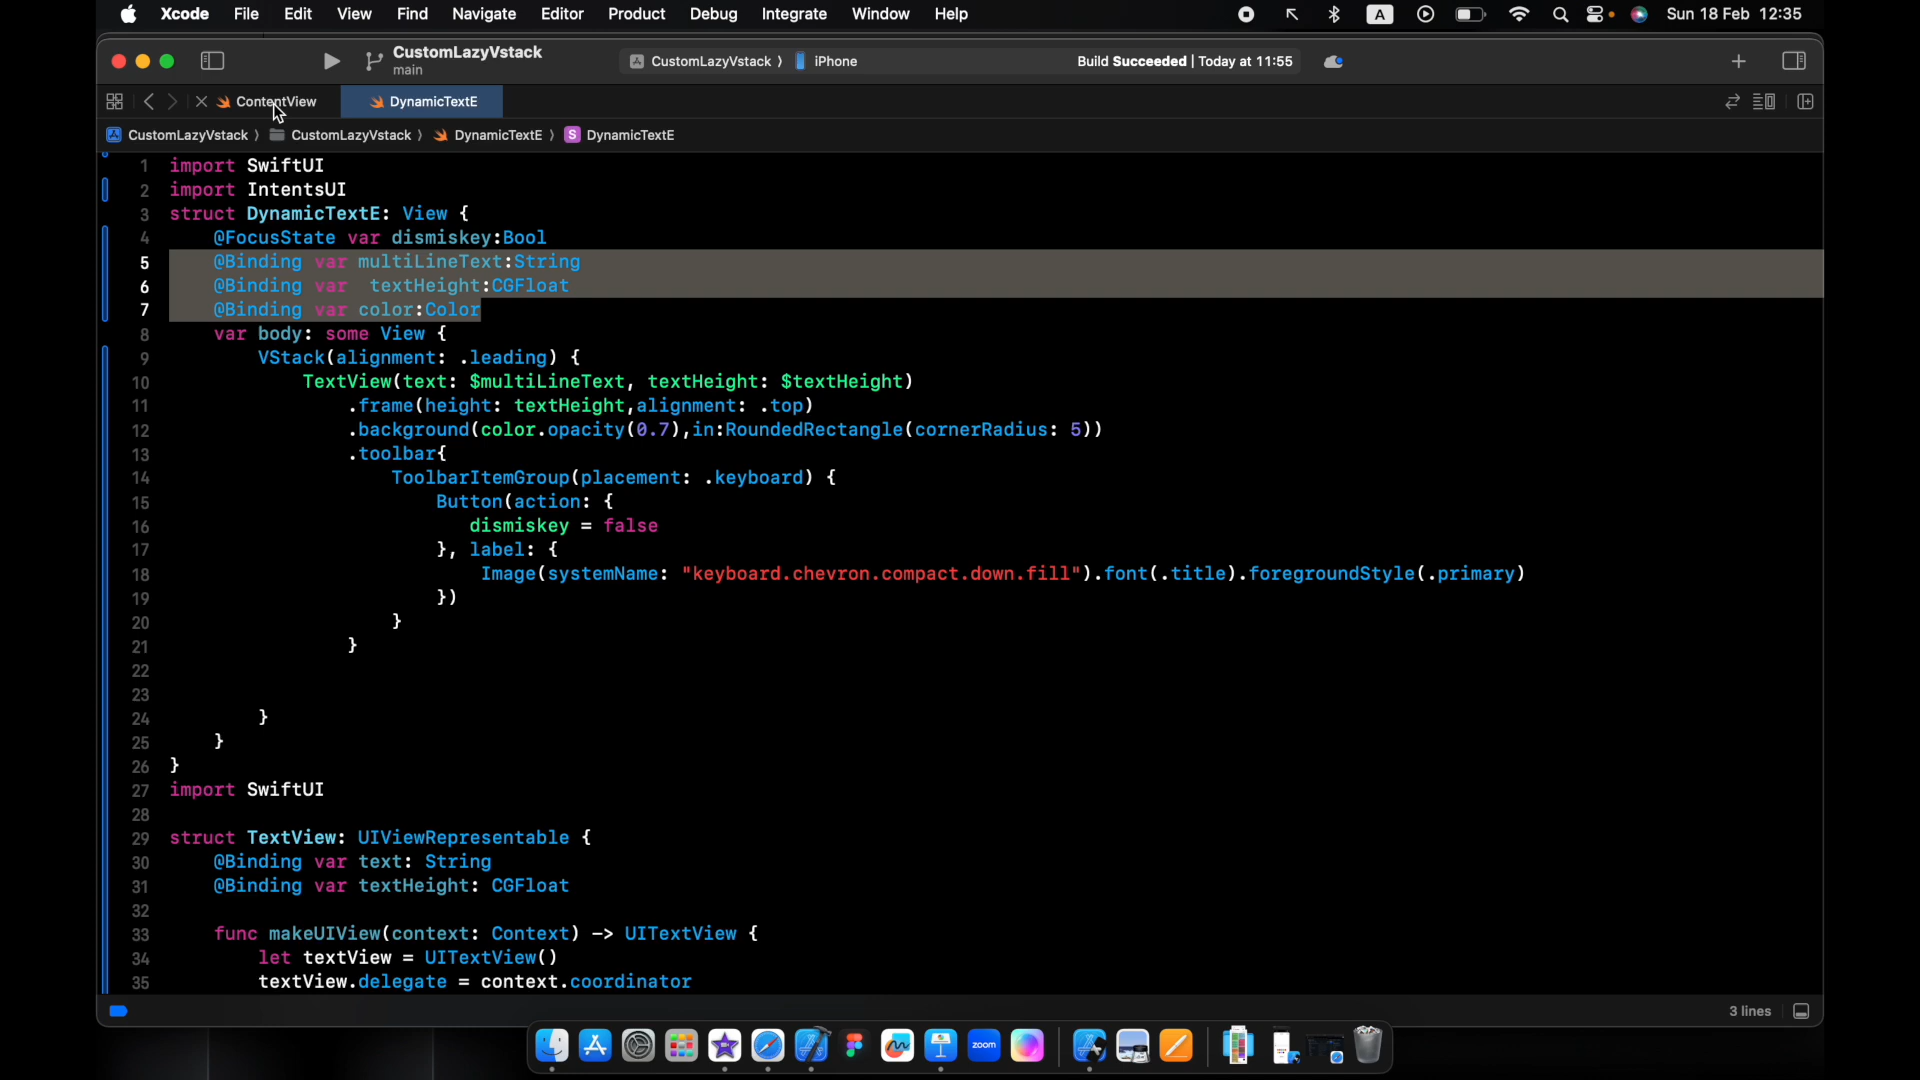 Xcode File Edit View Find Navigate Editor Product Debug Integrate Window Help A Sun 18 Feb 12:35
CustomLazyVstack
main
CustomLazyVstack ⟩ iPhone Build Succeeded | Today at 11:55
ContentView DynamicTextE
CustomLazyVstack ⟩ CustomLazyVstack ⟩ DynamicTextE ⟩ S DynamicTextE
1 import SwiftUI
2 import IntentsUI
3 struct DynamicTextE: View {
4 @FocusState var dismiskey:Bool
5 @Binding var multiLineText:String
6 @Binding var textHeight:CGFloat
7 @Binding var color:Color
8 var body: some View {
9 VStack(alignment: .leading) {
10 TextView(text: $multiLineText, textHeight: $textHeight)
11 .frame(height: textHeight,alignment: .top)
12 .background(color.opacity(0.7),in:RoundedRectangle(cornerRadius: 5))
13 .toolbar{
14 ToolbarItemGroup(placement: .keyboard) {
15 Button(action: {
16 dismiskey = false
17 }, label: {
18 Image(systemName: "keyboard.chevron.compact.down.fill").font(.title).foregroundStyle(.primary)
19 })
20 }
21 }
22
23
24 }
25 }
26 }
27 import SwiftUI
28
29 struct TextView: UIViewRepresentable {
30 @Binding var text: String
31 @Binding var textHeight: CGFloat
32
33 func makeUIView(context: Context) -> UITextView {
34 let textView = UITextView()
35 textView.delegate = context.coordinator
3 lines
zoom